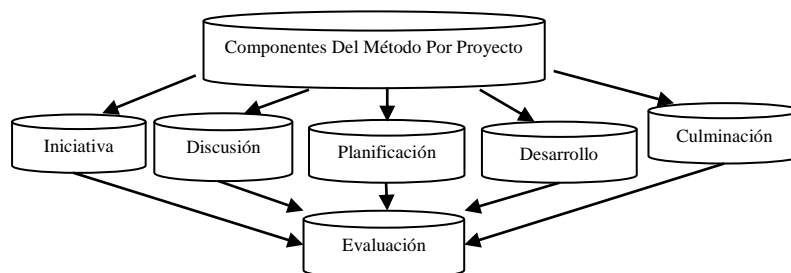 Componentes Del Método Por Proyecto
Iniciativa
Discusión
Planificación
Desarrollo
Culminación
Evaluación